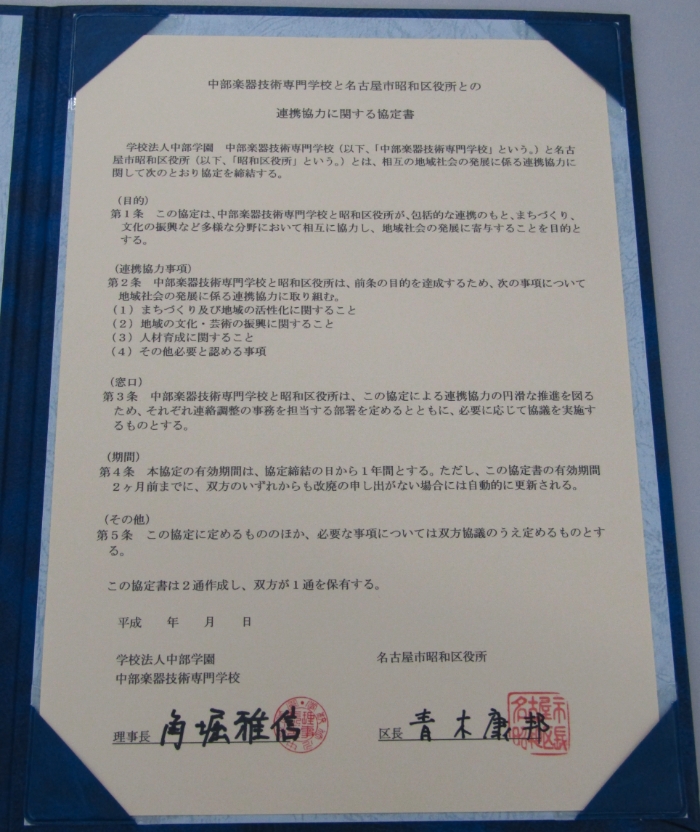 中部楽器技術専門学校と名古屋市昭和区役所との
連携協力に関する協定書
学校法人中部学園　中部楽器技術専門学校（以下、「中部楽器技術専門学校」という。）と名古
屋市昭和区役所（以下、「昭和区役所」という。）とは、相互の地域社会の発展に係る連携協力に
関して次のとおり協定を締結する。
（目的）
第１条　この協定は、中部楽器技術専門学校と昭和区役所が、包括的な連携のもと、まちづくり、
文化の振興など多様な分野において相互に協力し、地域社会の発展に寄与することを目的と
する。
（連携協力事項）
第２条　中部楽器技術専門学校と昭和区役所は、前条の目的を達成するため、次の事項について
地域社会の発展に係る連携協力に取り組む。
（１）まちづくり及び地域の活性化に関すること
（２）地域の文化・芸術の振興に関すること
（３）人材育成に関すること
（４）その他必要と認める事項
（窓口）
第３条　中部楽器技術専門学校と昭和区役所は、この協定による連携協力の円滑な推進を図る
ため、それぞれ連絡調整の事務を担当する部署を定めるとともに、必要に応じて協議を実施す
るものとする。
（期間）
第４条　本協定の有効期間は、協定締結の日から１年間とする。ただし、この協定書の有効期間
２ヶ月前までに、双方のいずれからも改廃の申し出がない場合には自動的に更新される。
（その他）
第５条　この協定に定めるもののほか、必要な事項については双方協議のうえ定めるものとす
る。
この協定書は２通作成し、双方が１通を保有する。
平成　　年　　月　　日
学校法人中部学園
中部楽器技術専門学校
理事長　角堀雅信
名古屋市昭和区役所
区長　青木康邦